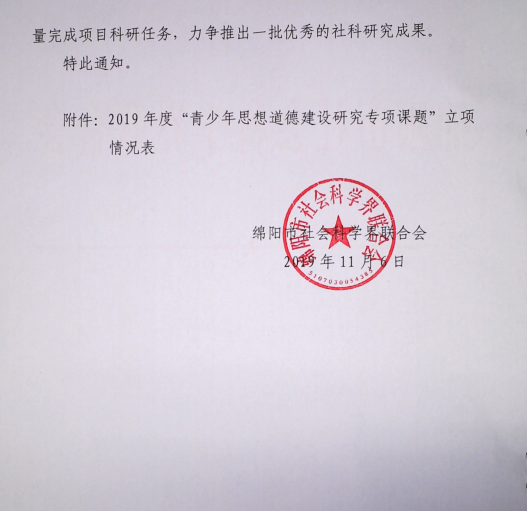 量完成项目科研任务，力争推出一批优秀的社科研究成果。
特此通知。
附件：2019 年度“青少年思想道德建设研究专项课题”立项
情况表
绵阳市社会科学界联合会
2019 年 11 月 6 日
绵阳市社会科学界联合会